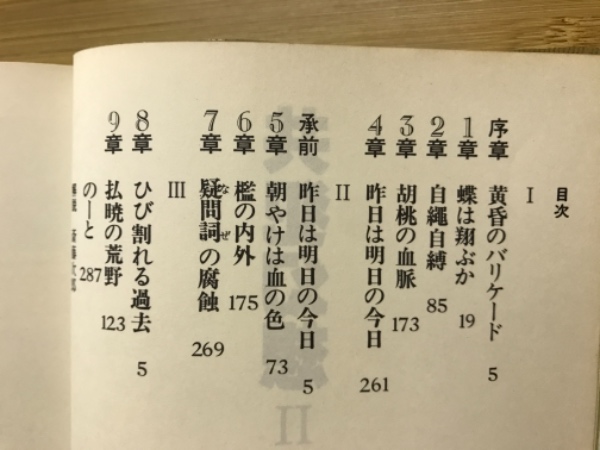 目次
I
序章 黄昏のバリケード 5
1章 蝶は翔ぶか 19
2章 自縄自縛 85
3章 胡桃の血脈 173
4章 昨日は明日の今日 261
II
承前 昨日は明日の今日 5
5章 朝やけは血の色 73
6章 檻の内外 175
7章 疑問詞の腐蝕 269
なぜ
III
8章 ひび割れる過去 5
9章 払暁の荒野 123
のーと 287
II